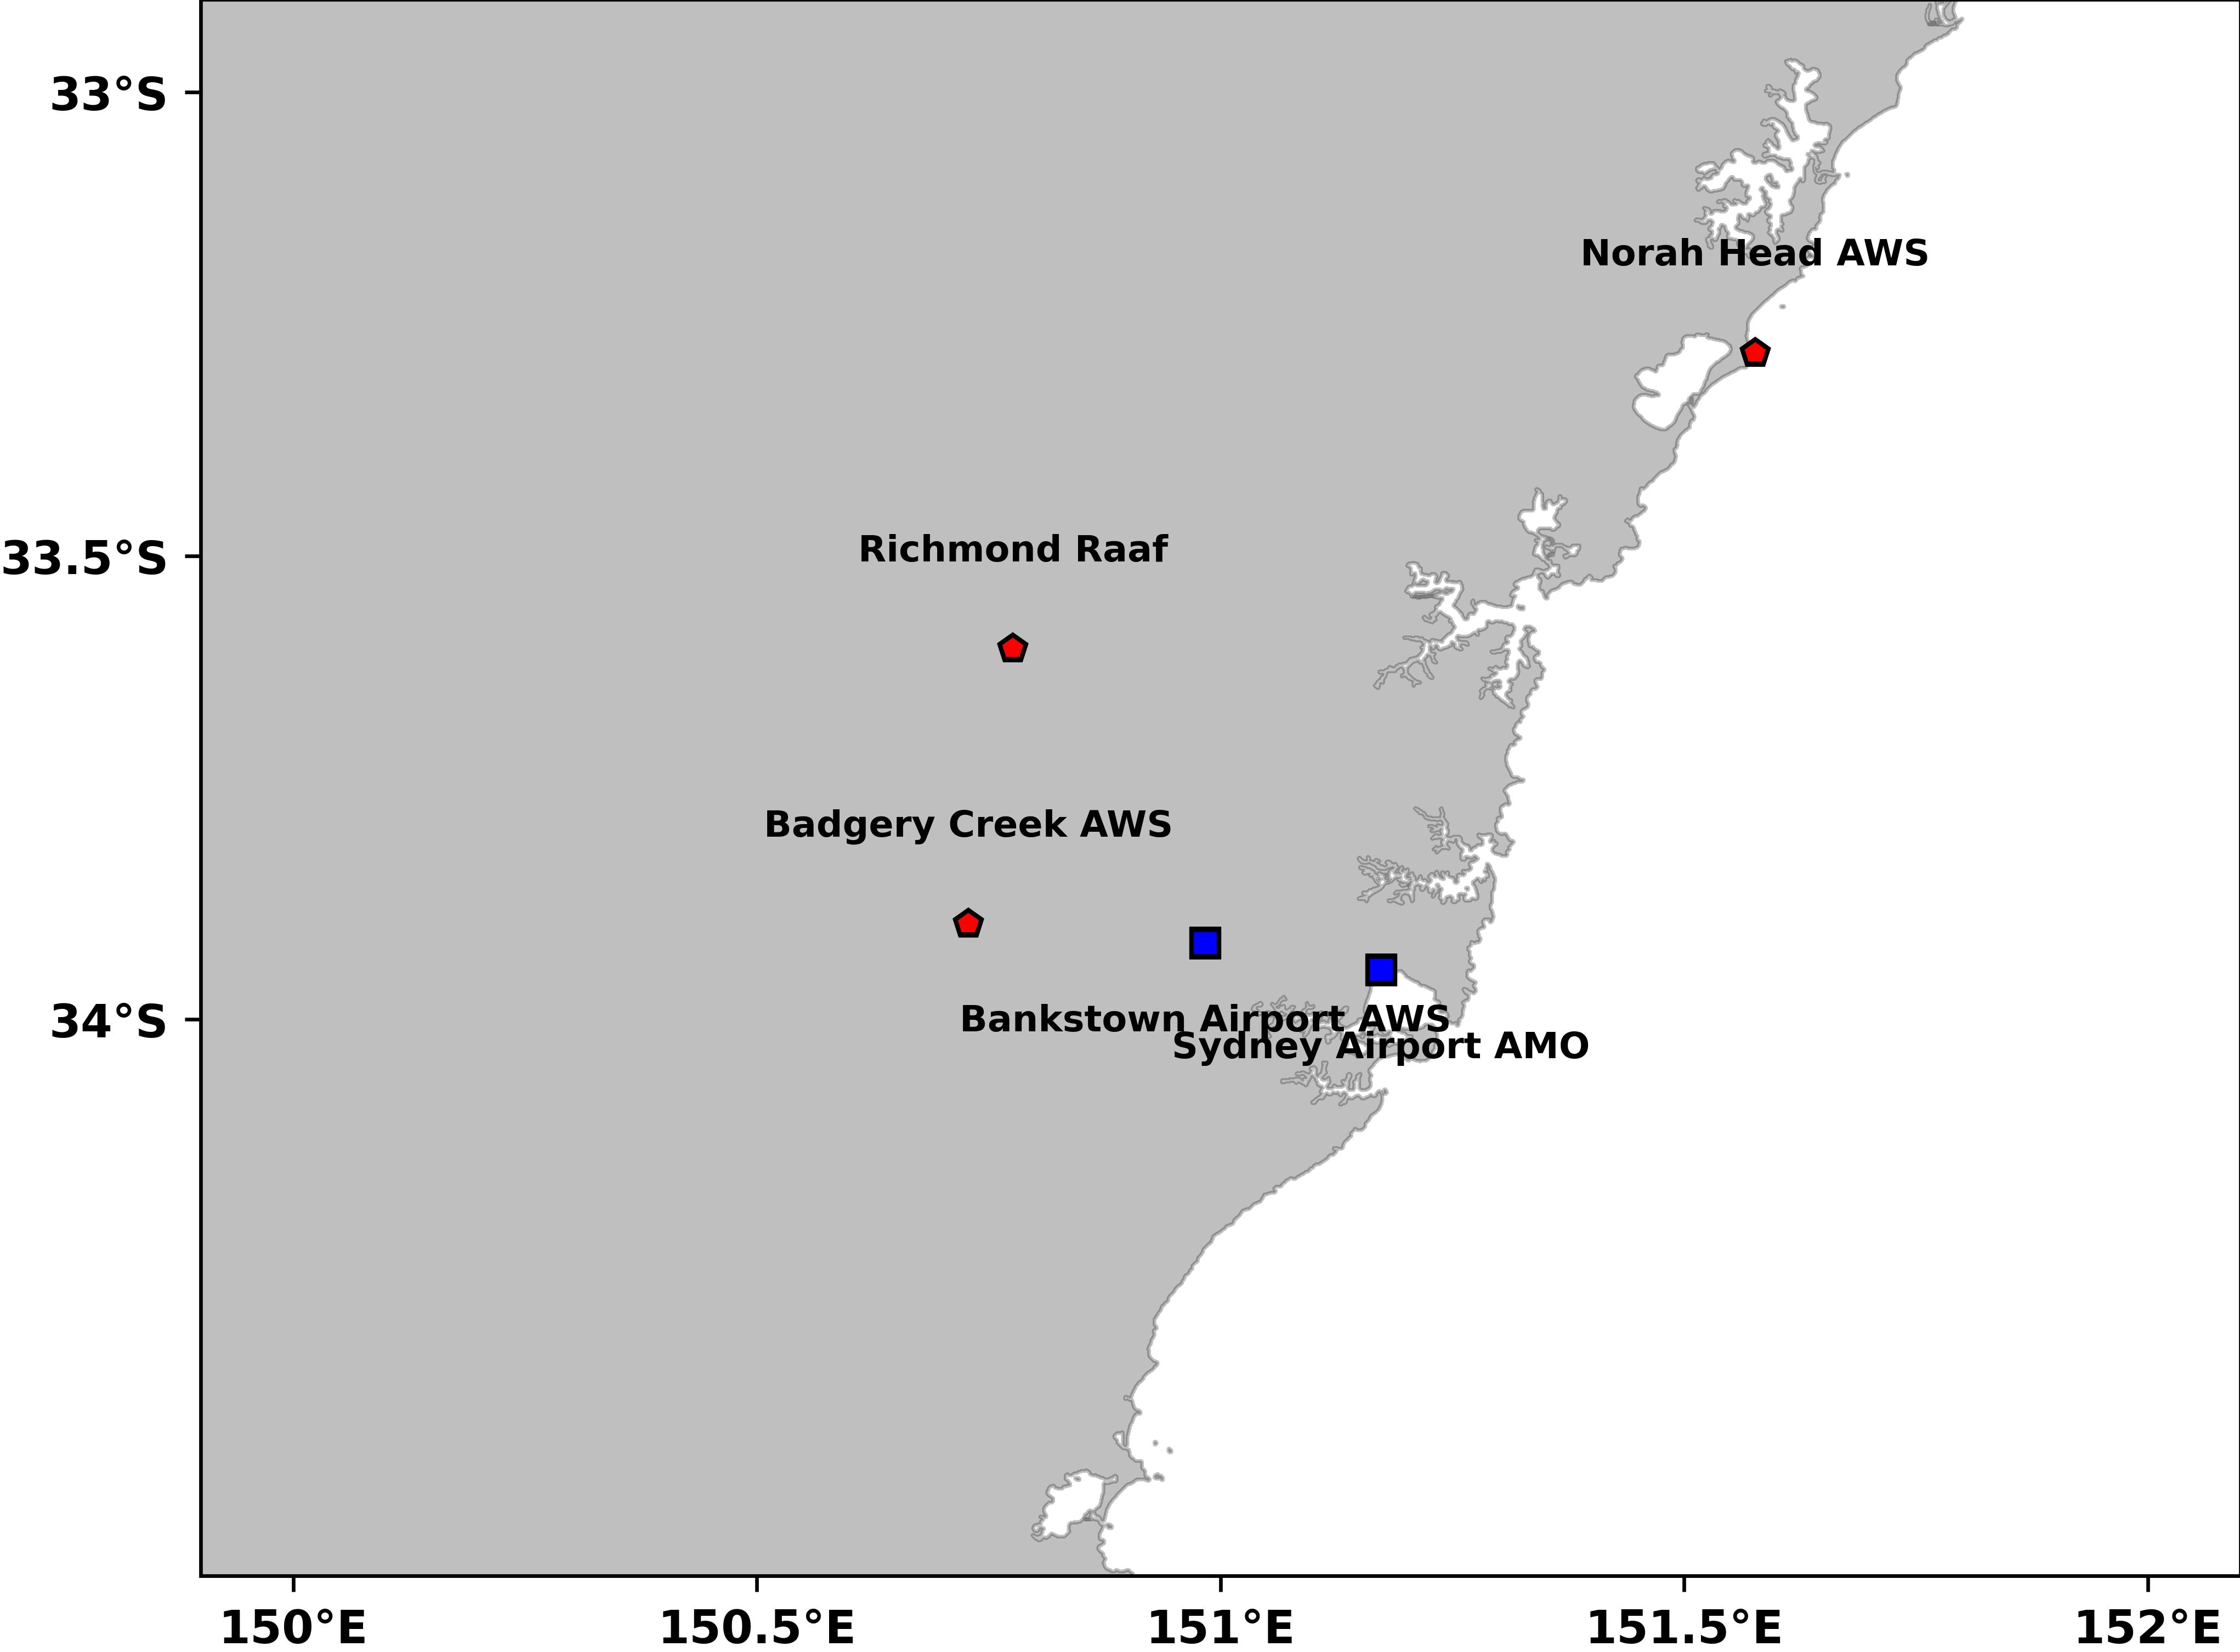 33°S
Norah Head AWS
33.5°S
Richmond Raaf
Badgery Creek AWS
34°S
Bankstown Airport AWS
Sydney Airport AMO
150°E
150.5°E
151°E
151.5°E
152°E